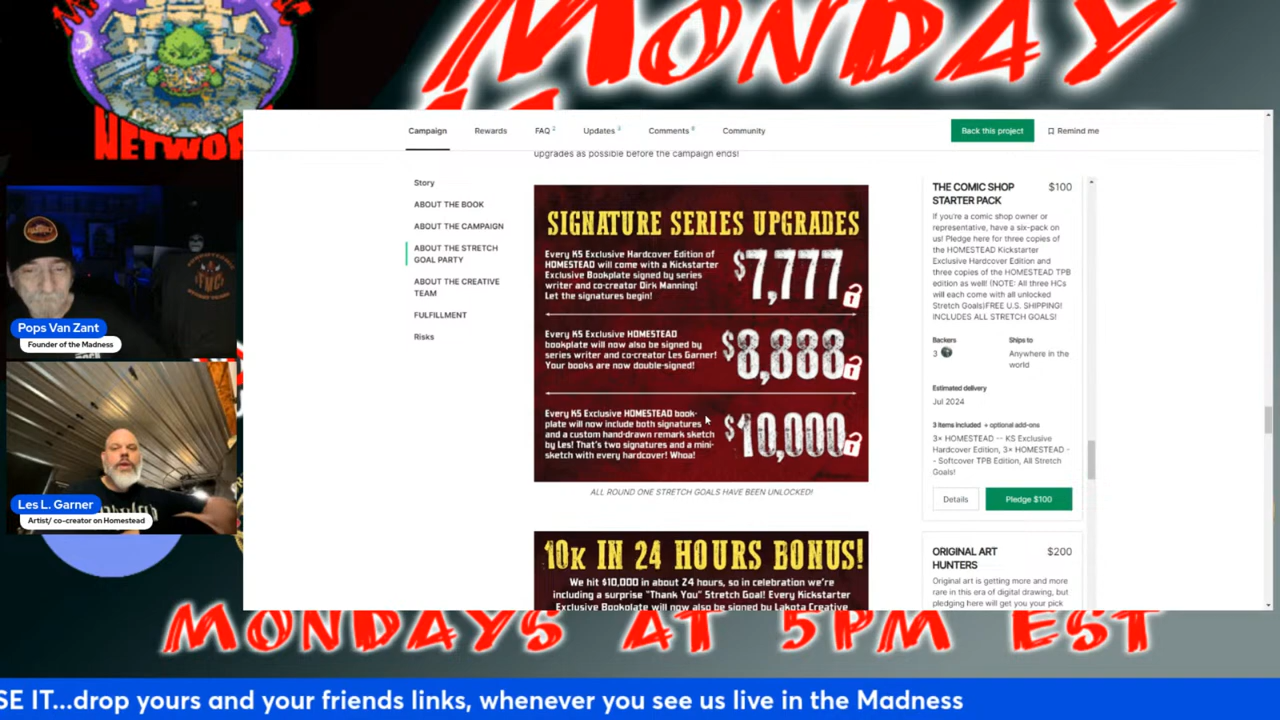 MONDAY
NETWOR
Campaign Rewards FAQ 2 Updates 3 Comments 8 Community Back this project Remind me
upgrades as possible before the campaign ends!
Story
ABOUT THE BOOK
ABOUT THE CAMPAIGN
ABOUT THE STRETCH
GOAL PARTY
ABOUT THE CREATIVE
TEAM
FULFILLMENT
Risks
SIGNATURE SERIES UPGRADES
Every KS Exclusive Hardcover Edition of
HOMESTEAD will come with a Kickstarter
Exclusive Bookplate signed by series
writer and co-creator Dirk Manning!
Let the signatures begin!
$7,777
Every KS Exclusive HOMESTEAD
bookplate will now also be signed by
series writer and co-creator Les Garner!
Your books are now double-signed!
$8,888
Every KS Exclusive HOMESTEAD book-
plate will now include both signatures
and a custom hand-drawn remark sketch
by Les! That's two signatures and a mini-
sketch with every hardcover! Whoa!
$10,000
ALL ROUND ONE STRETCH GOALS HAVE BEEN UNLOCKED!
10K IN 24 HOURS BONUS!
We hit $10,000 in about 24 hours, so in celebration we're
including a surprise "Thank You" Stretch Goal! Every Kickstarter
Exclusive Bookplate will now also be signed by Lakota Creative
THE COMIC SHOP $100
STARTER PACK
If you're a comic shop owner or
representative, have a six-pack on
us! Pledge here for three copies of
the HOMESTEAD Kickstarter
Exclusive Hardcover Edition and
three copies of the HOMESTEAD TPB
edition as well! (NOTE: All three HCs
will each come with all unlocked
Stretch Goals)FREE U.S. SHIPPING!
INCLUDES ALL STRETCH GOALS!
Backers Ships to
3 Anywhere in the
world
Estimated delivery
Jul 2024
3 items included + optional add-ons
3× HOMESTEAD -- KS Exclusive
Hardcover Edition, 3× HOMESTEAD -
- Softcover TPB Edition, All Stretch
Goals!
Details Pledge $100
ORIGINAL ART $200
HUNTERS
Original art is getting more and more
rare in this era of digital drawing, but
pledging here will get you your pick
Pops Van Zant
Founder of the Madness
Les L. Garner
Artist/ co-creator on Homestead
MONDAYS AT 5PM EST
SE IT...drop yours and your friends links, whenever you see us live in the Madness